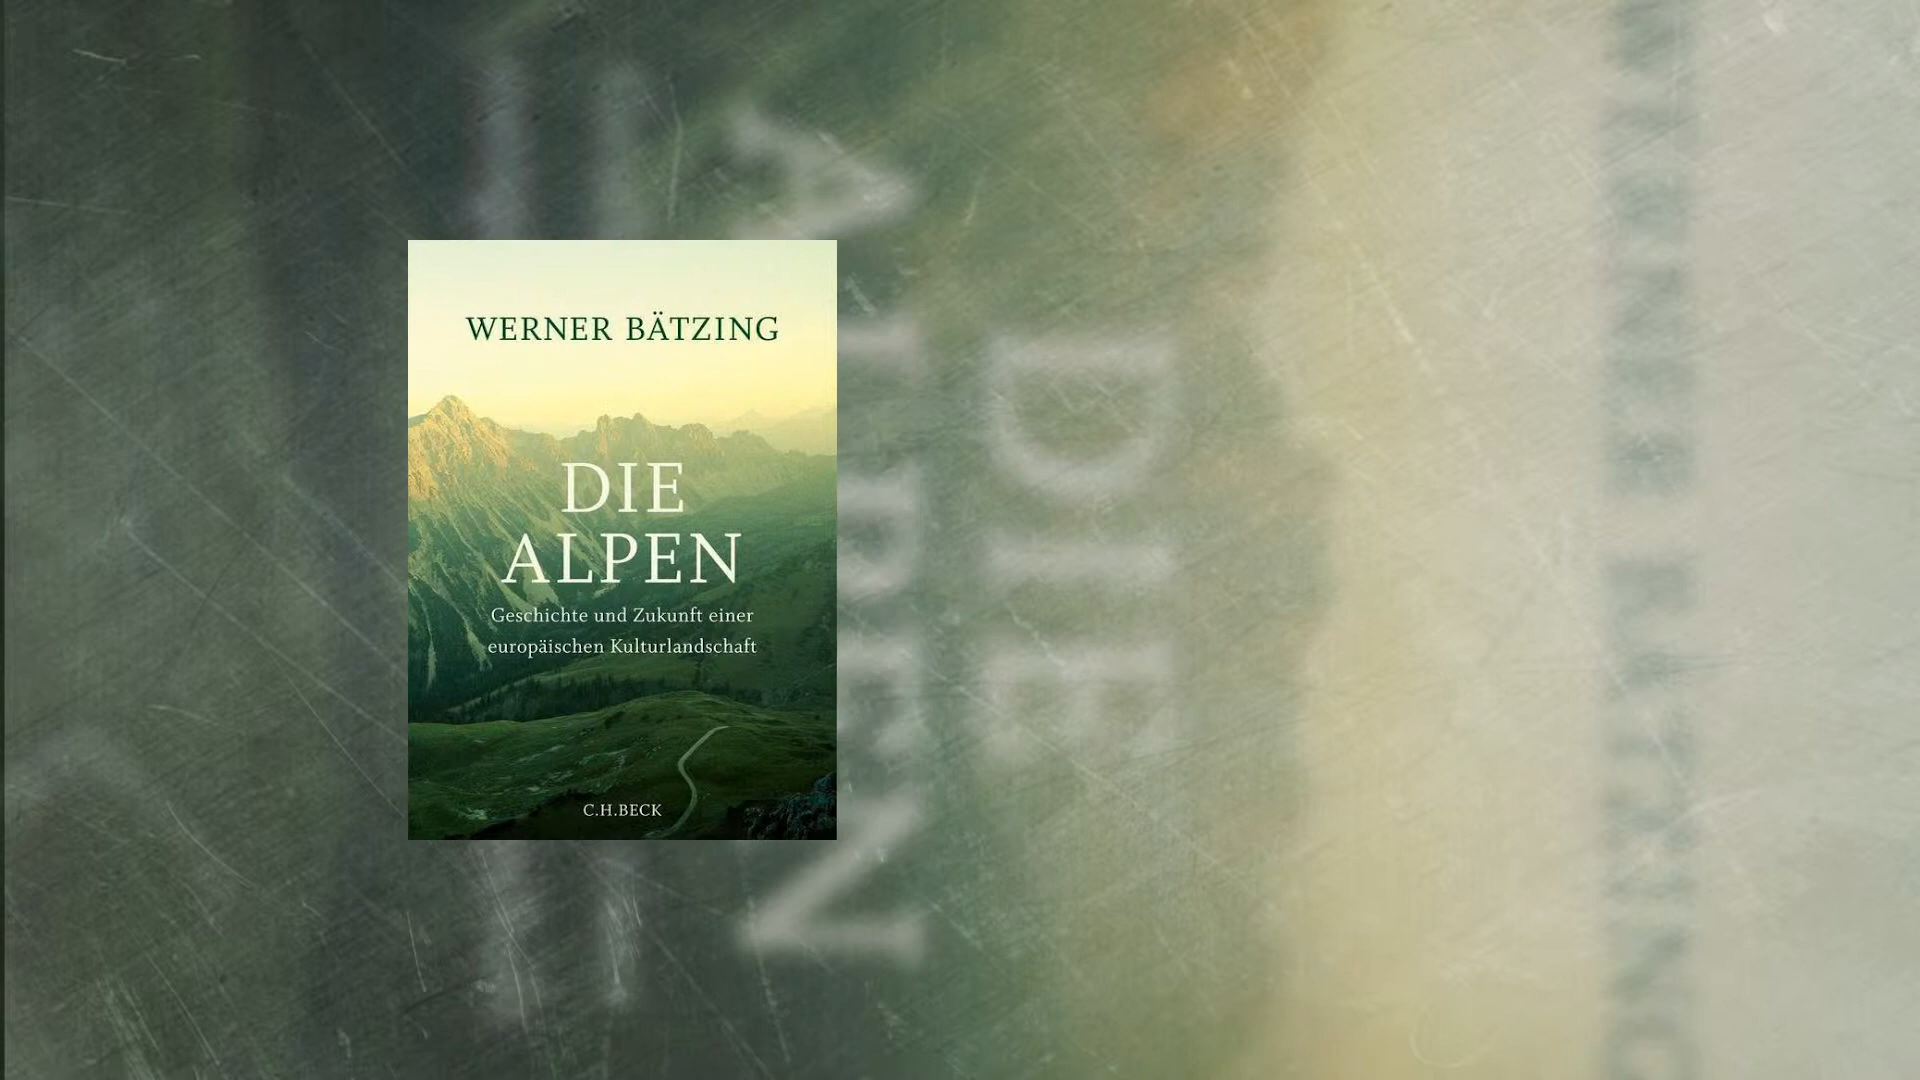 WERNER BÄTZING
DIE
ALPEN
Geschichte und Zukunft einer
europäischen Kulturlandschaft
C.H.BECK